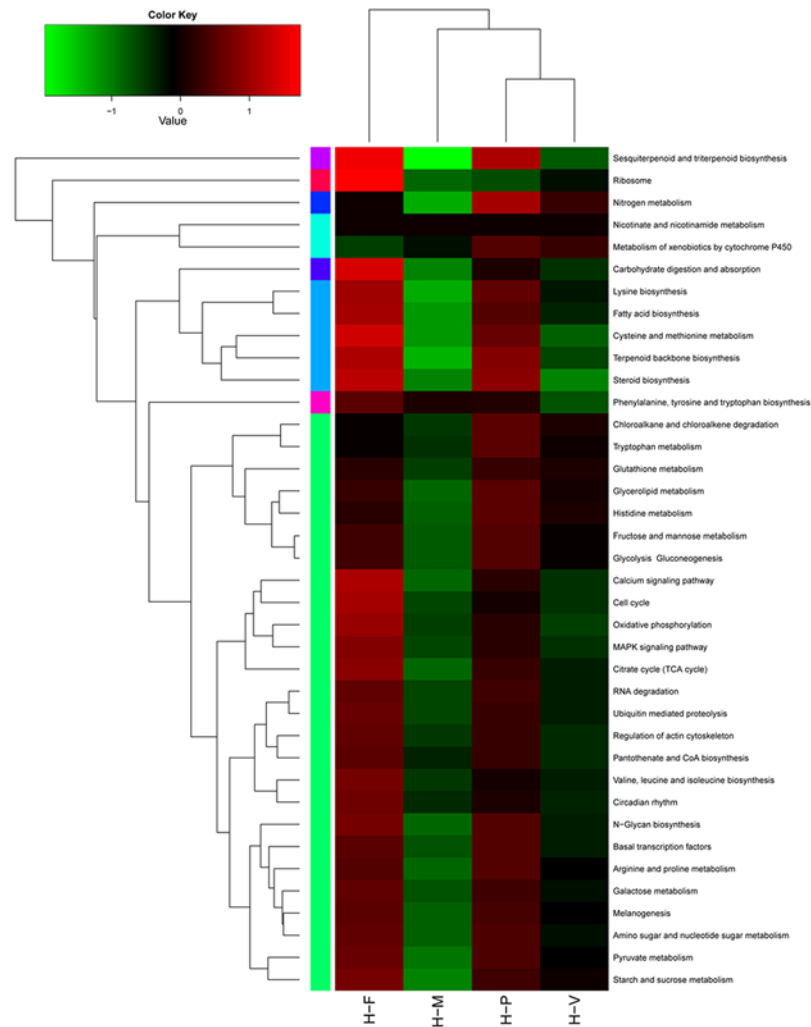 Color Key
−1 0 1
Value
Sesquiterpenoid and triterpenoid biosynthesis
Ribosome
Nitrogen metabolism
Nicotinate and nicotinamide metabolism
Metabolism of xenobiotics by cytochrome P450
Carbohydrate digestion and absorption
Lysine biosynthesis
Fatty acid biosynthesis
Cysteine and methionine metabolism
Terpenoid backbone biosynthesis
Steroid biosynthesis
Phenylalanine, tyrosine and tryptophan biosynthesis
Chloroalkane and chloroalkene degradation
Tryptophan metabolism
Glutathione metabolism
Glycerolipid metabolism
Histidine metabolism
Fructose and mannose metabolism
Glycolysis Gluconeogenesis
Calcium signaling pathway
Cell cycle
Oxidative phosphorylation
MAPK signaling pathway
Citrate cycle (TCA cycle)
RNA degradation
Ubiquitin mediated proteolysis
Regulation of actin cytoskeleton
Pantothenate and CoA biosynthesis
Valine, leucine and isoleucine biosynthesis
Circadian rhythm
N−Glycan biosynthesis
Basal transcription factors
Arginine and proline metabolism
Galactose metabolism
Melanogenesis
Amino sugar and nucleotide sugar metabolism
Pyruvate metabolism
Starch and sucrose metabolism
H−F H−M H−P H−V